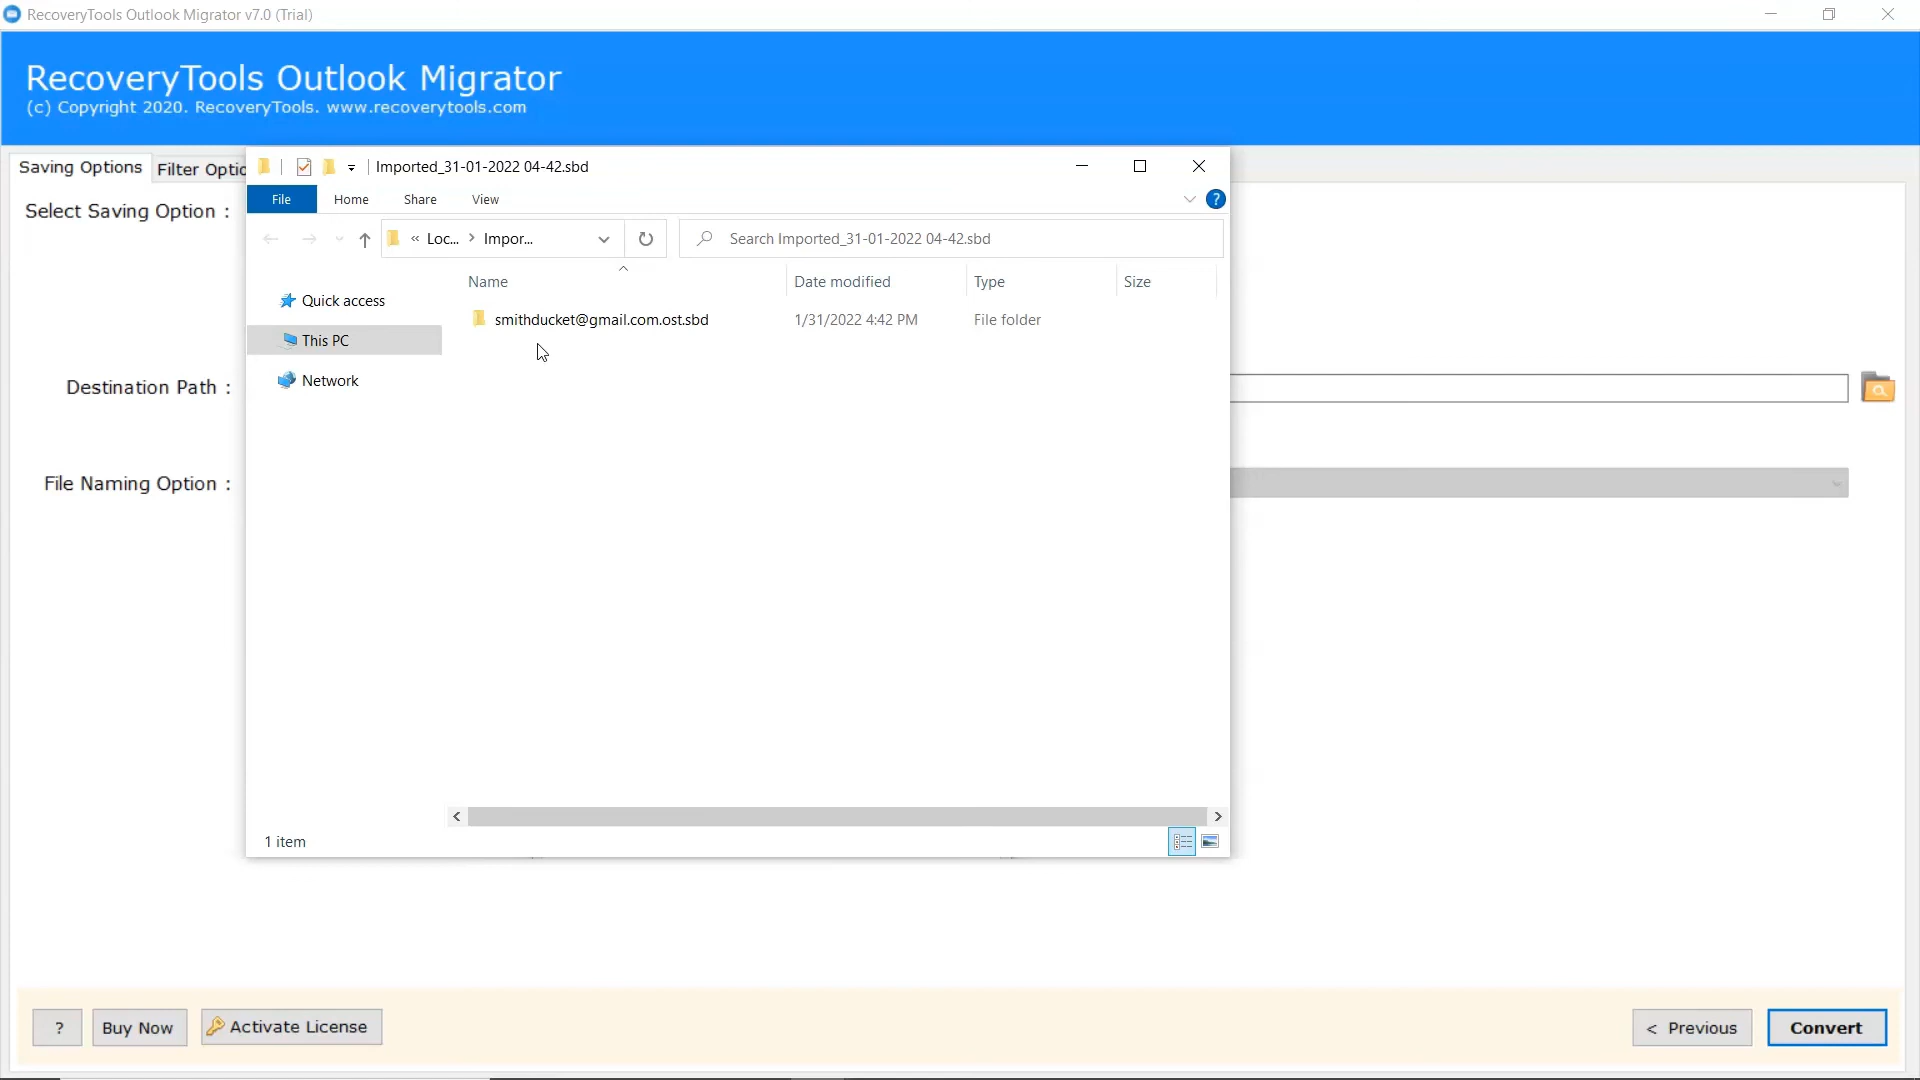 RecoveryTools Outlook Migrator v7.0 (Trial)
RecoveryTools Outlook Migrator
(c) Copyright 2020. RecoveryTools. www.recoverytools.com
Saving Options
Filter Optio
Select Saving Option :
Destination Path :
File Naming Option :
Imported_31-01-2022 04-42.sbd
File Home Share View
?
« Loc... > Impor...
Search Imported_31-01-2022 04-42.sbd
Name Date modified Type Size
Quick access
This PC
Network
smithducket@gmail.com.ost.sbd 1/31/2022 4:42 PM File folder
1 item
? Buy Now Activate License < Previous Convert